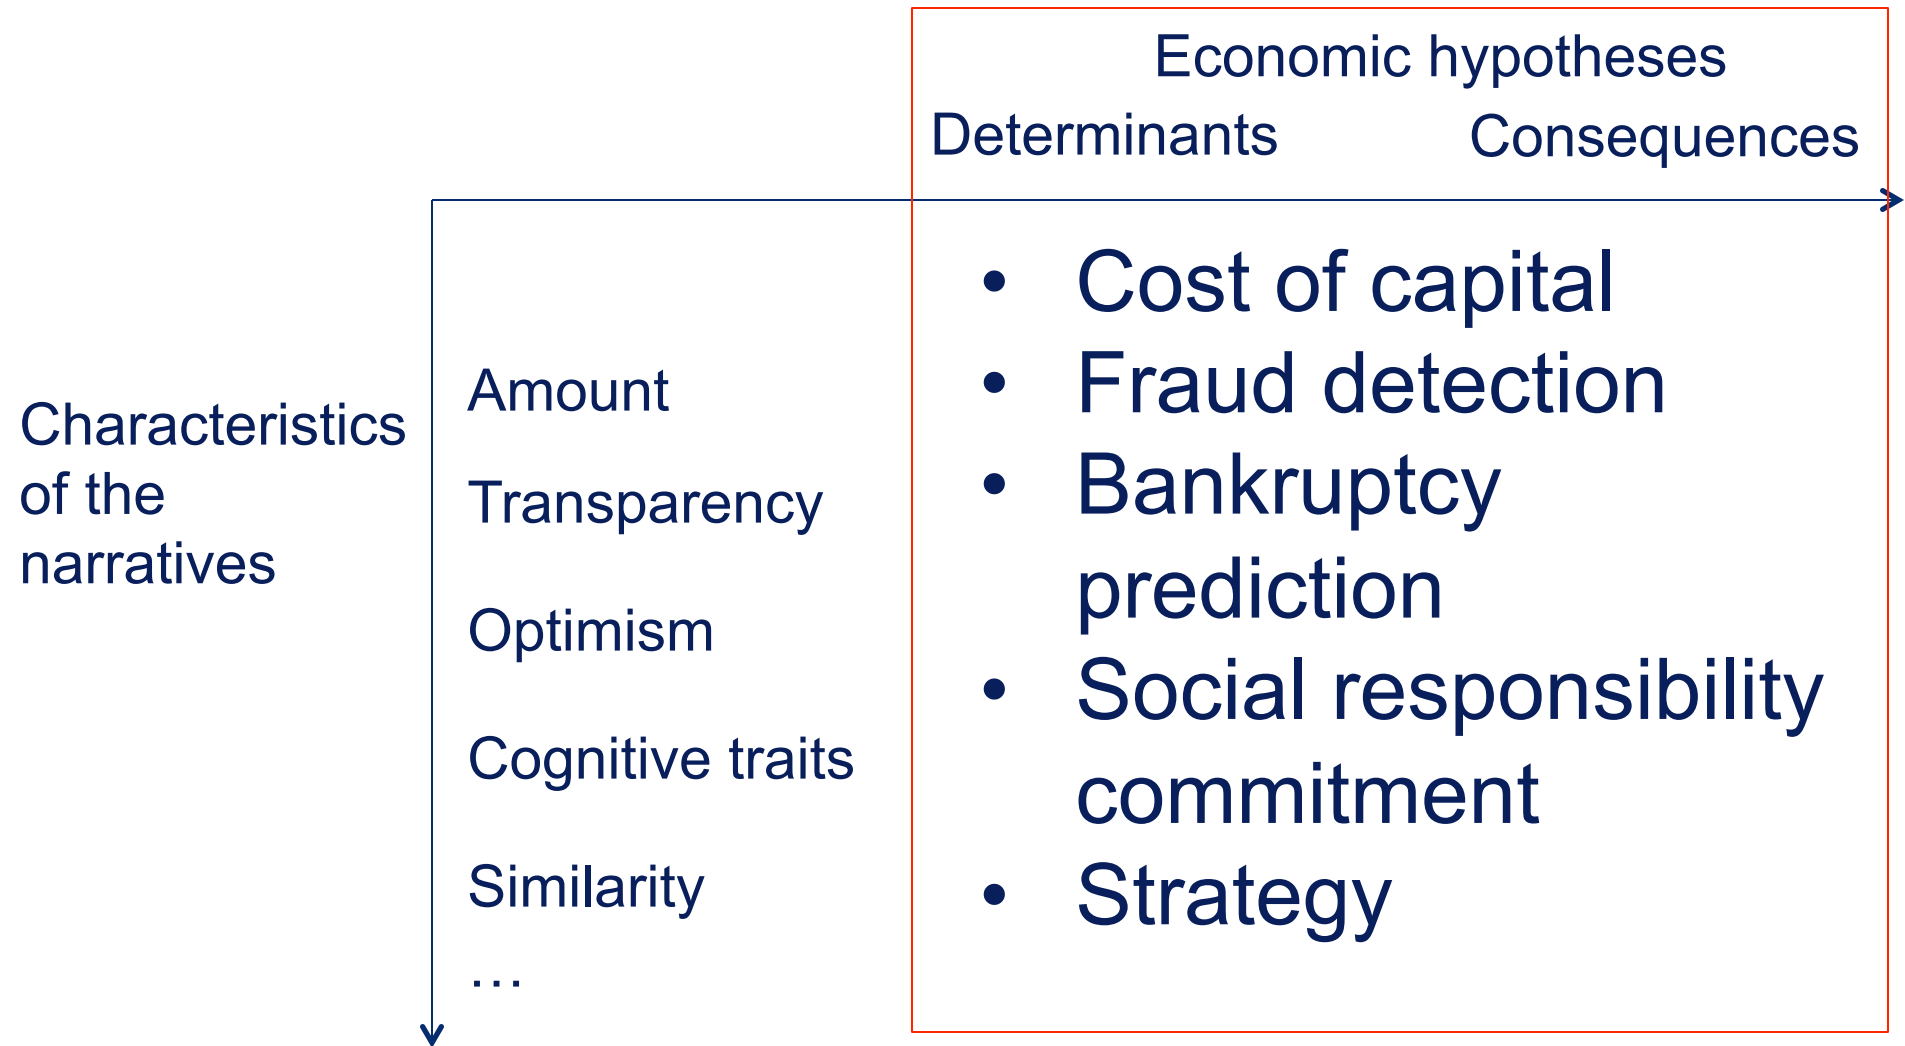 Economic hypotheses
Determinants Consequences
Characteristics
of the
narratives
Amount
Transparency
Optimism
Cognitive traits
Similarity
…
• Cost of capital
• Fraud detection
• Bankruptcy
prediction
• Social responsibility
commitment
• Strategy